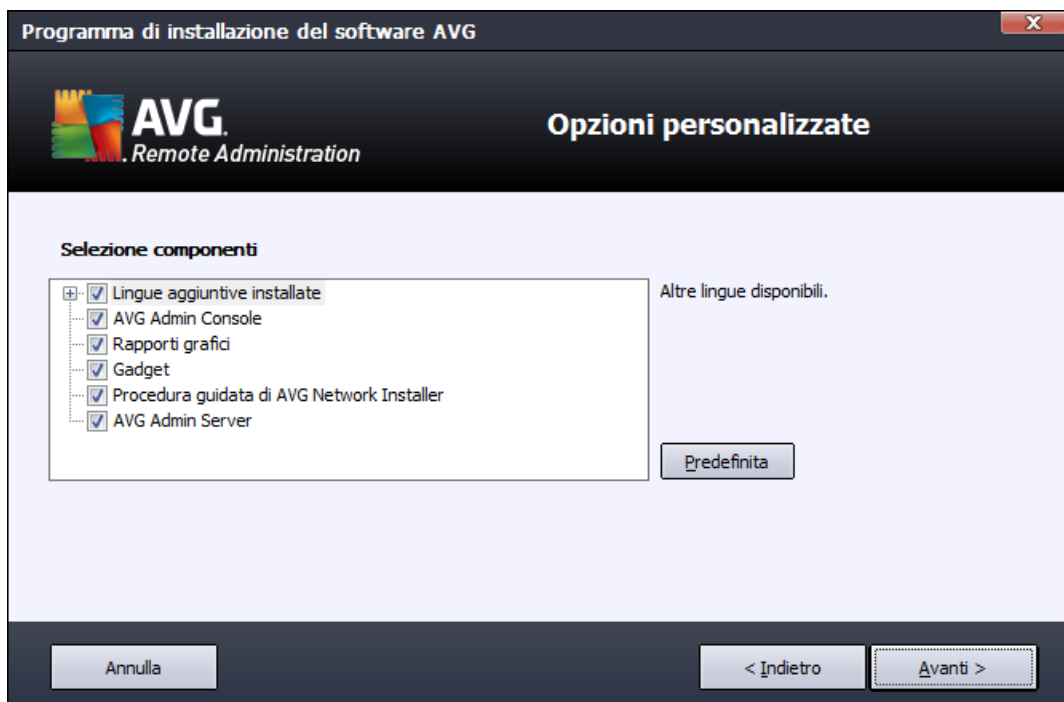 Programma di installazione del software AVG
X
AVG.
Remote Administration
Opzioni personalizzate
Selezione componenti
Lingue aggiuntive installate
AVG Admin Console
Rapporti grafici
Gadget
Procedura guidata di AVG Network Installer
AVG Admin Server
Altre lingue disponibili.
Predefinita
Annulla
< Indietro
Avanti >